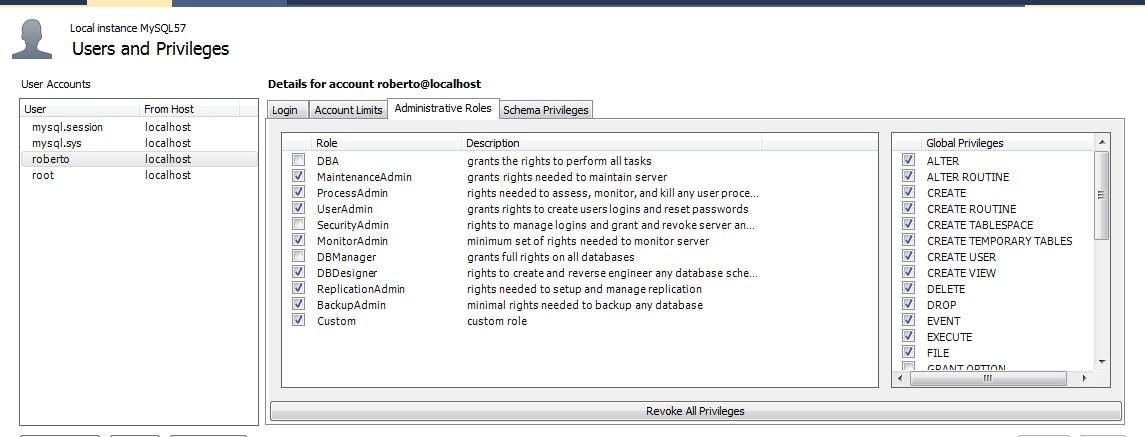 Local instance MySQL57
Users and Privileges
User Accounts
User From Host
mysql.session localhost
mysql.sys localhost
roberto localhost
root localhost
Details for account roberto@localhost
Login Account Limits Administrative Roles Schema Privileges
Role Description
DBA grants the rights to perform all tasks
MaintenanceAdmin grants rights needed to maintain server
ProcessAdmin rights needed to assess, monitor, and kill any user proce...
UserAdmin grants rights to create users logins and reset passwords
SecurityAdmin rights to manage logins and grant and revoke server an...
MonitorAdmin minimum set of rights needed to monitor server
DBManager grants full rights on all databases
DBDesigner rights to create and reverse engineer any database sche...
ReplicationAdmin rights needed to setup and manage replication
BackupAdmin minimal rights needed to backup any database
Custom custom role
Global Privileges
ALTER
ALTER ROUTINE
CREATE
CREATE ROUTINE
CREATE TABLESPACE
CREATE TEMPORARY TABLES
CREATE USER
CREATE VIEW
DELETE
DROP
EVENT
EXECUTE
FILE
GRANT OPTION
Revoke All Privileges